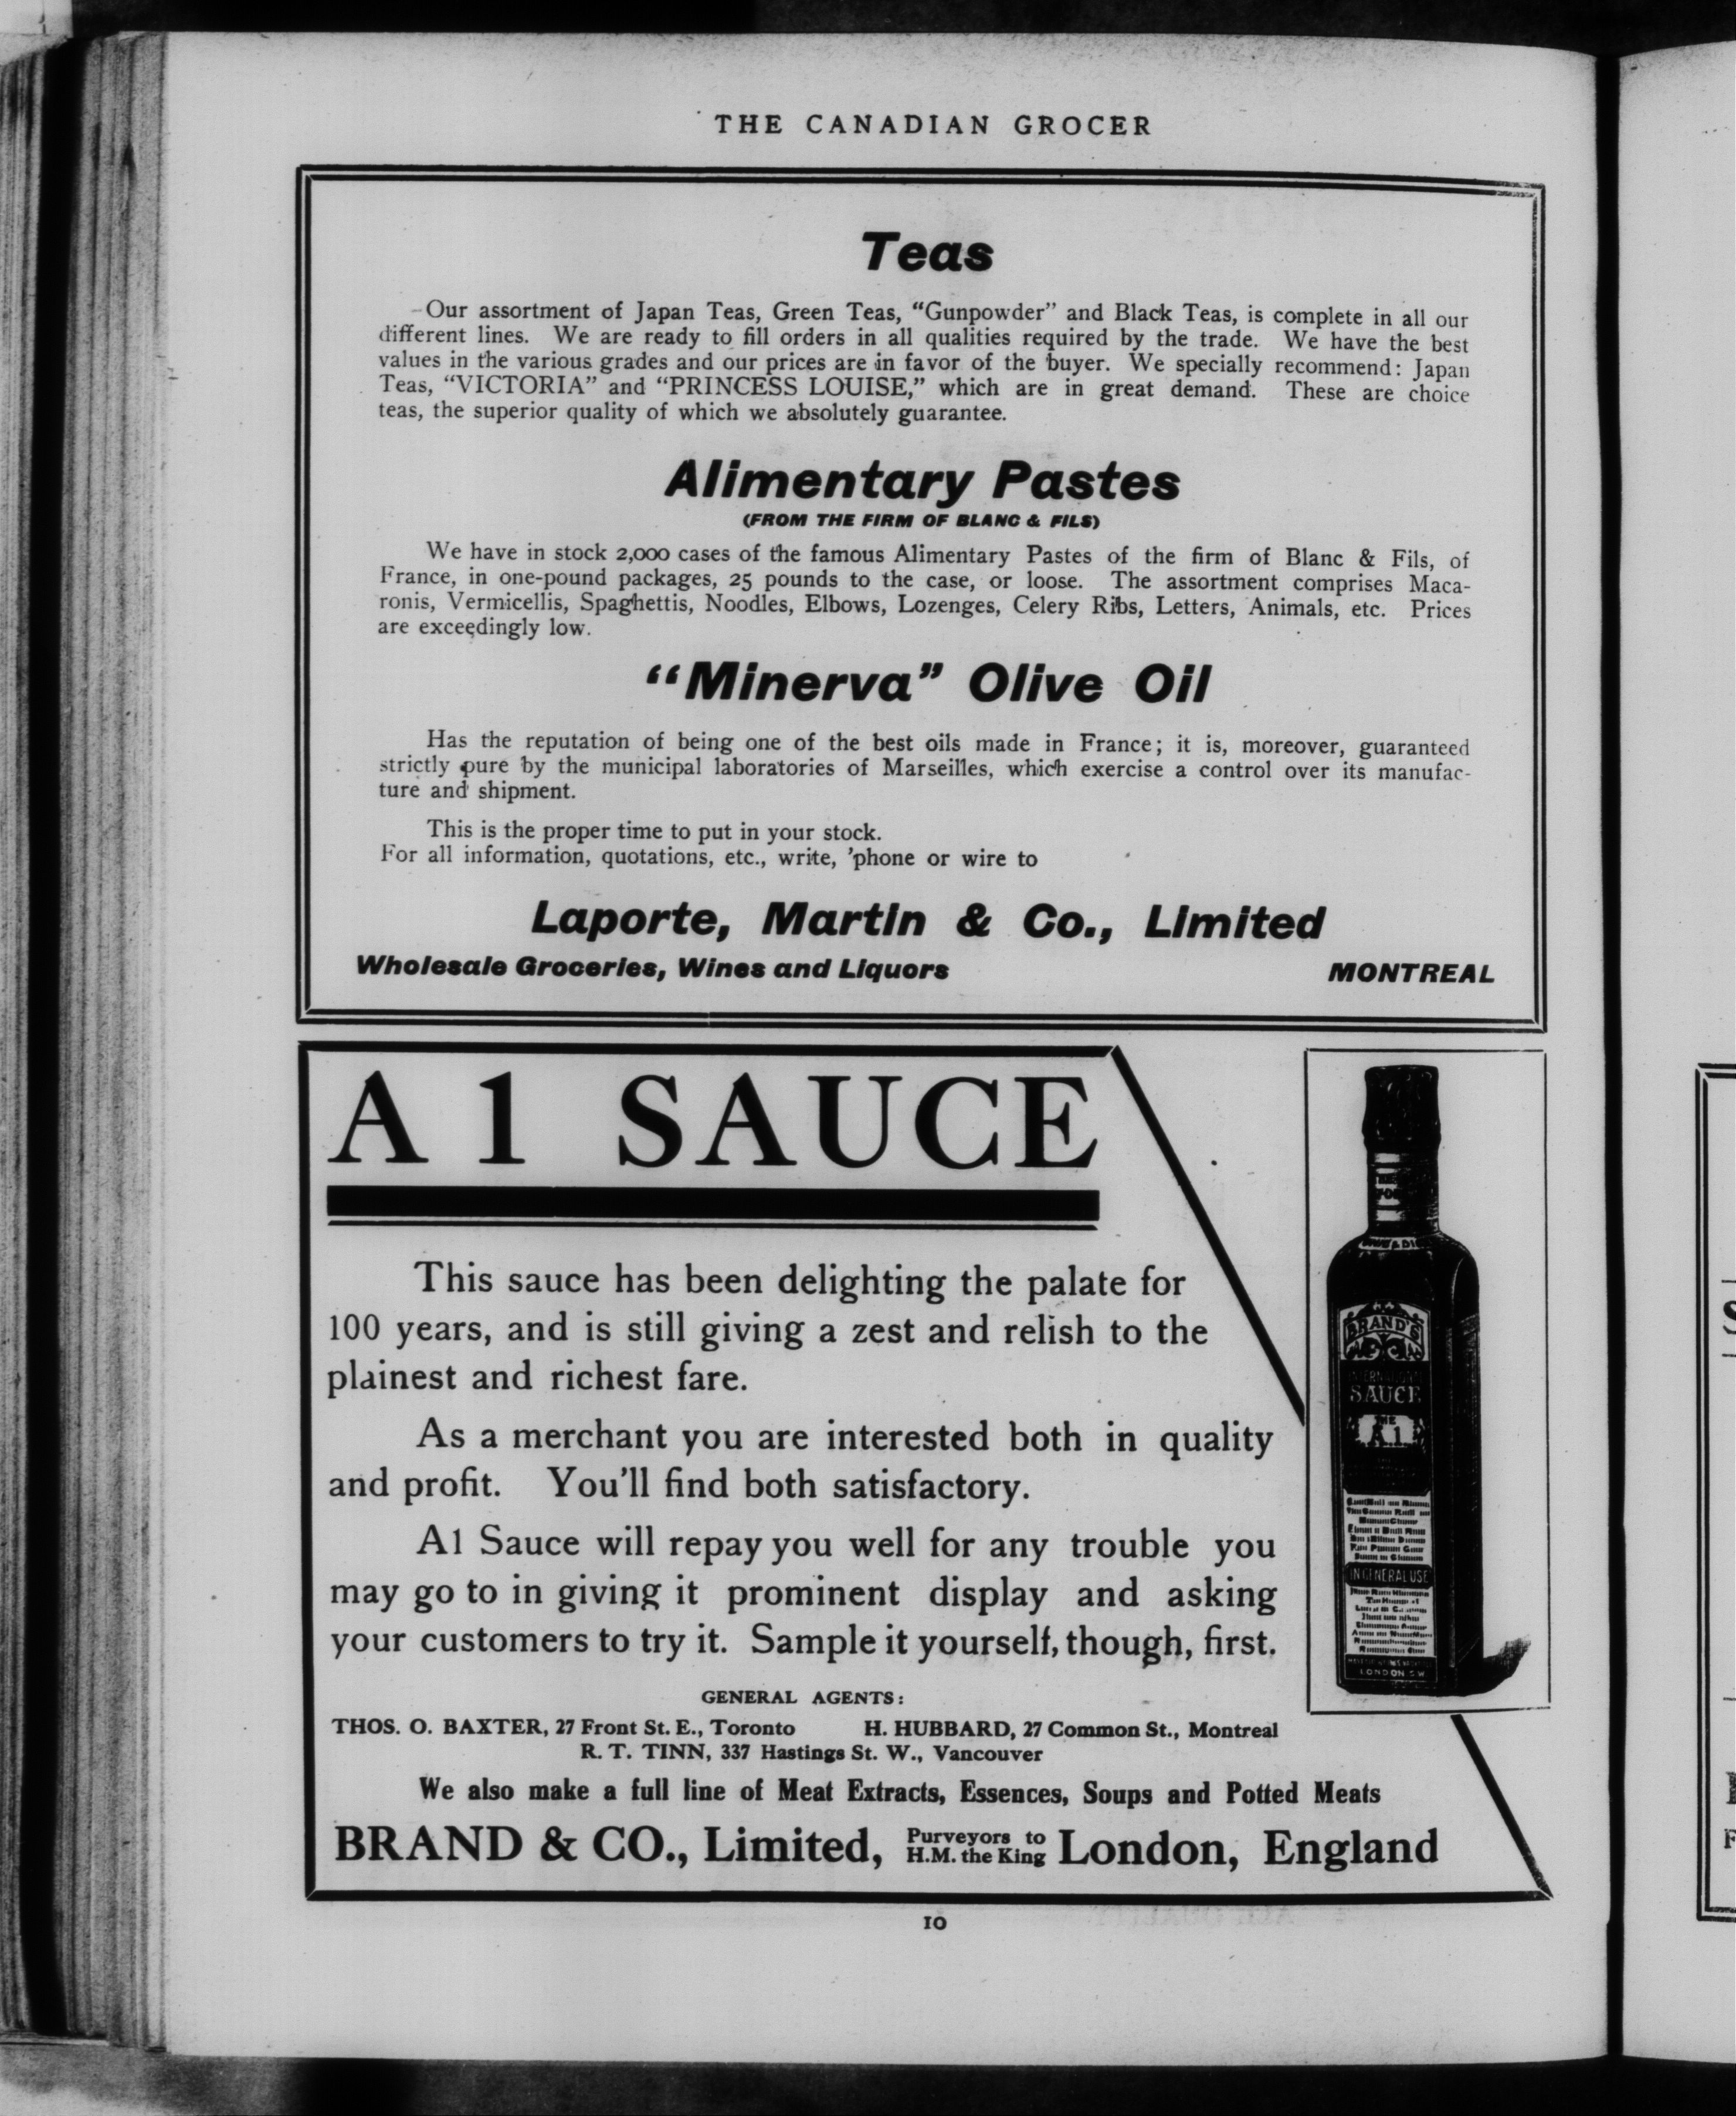 THE CANADIAN GROCER
Teas
Our assortment of Japan Teas, Green Teas, “Gunpowder” and Black Teas, is complete in all our
different lines. We are ready to fill orders in all qualities required by the trade. We have the best
values in the various grades and our prices are in favor of the buyer. We specially recommend: Japan
Teas, “VICTORIA” and “PRINCESS LOUISE,” which are in great demand. These are choice
teas, the superior quality of which we absolutely guarantee.
Alimentary Pastes
(FROM THE FIRM OF BLANC & FILS)
We have in stock 2,000 cases of the famous Alimentary Pastes of the firm of Blanc & Fils, of
France, in one-pound packages, 25 pounds to the case, or loose. The assortment comprises Maca-
ronis, Vermicellis, Spaghettis, Noodles, Elbows, Lozenges, Celery Ribs, Letters, Animals, etc. Prices
are exceedingly low.
“Minerva” Olive Oil
Has the reputation of being one of the best oils made in France; it is, moreover, guaranteed
strictly pure by the municipal laboratories of Marseilles, which exercise a control over its manufac-
ture and shipment.
This is the proper time to put in your stock.
For all information, quotations, etc., write, ’phone or wire to
Laporte, Martin & Co., Limited
Wholesale Groceries, Wines and Liquors MONTREAL
A 1 SAUCE
This sauce has been delighting the palate for
100 years, and is still giving a zest and relish to the
plainest and richest fare.
As a merchant you are interested both in quality
and profit. You’ll find both satisfactory.
A1 Sauce will repay you well for any trouble you
may go to in giving it prominent display and asking
your customers to try it. Sample it yourself, though, first.
BRAND’S
INTERNATIONAL
SAUCE
THE
A1
IN GENERAL USE
LONDON S W
GENERAL AGENTS:
THOS. O. BAXTER, 27 Front St. E., Toronto H. HUBBARD, 27 Common St., Montreal
R. T. TINN, 337 Hastings St. W., Vancouver
We also make a full line of Meat Extracts, Essences, Soups and Potted Meats
BRAND & CO., Limited, Purveyors to H.M. the King London, England
10